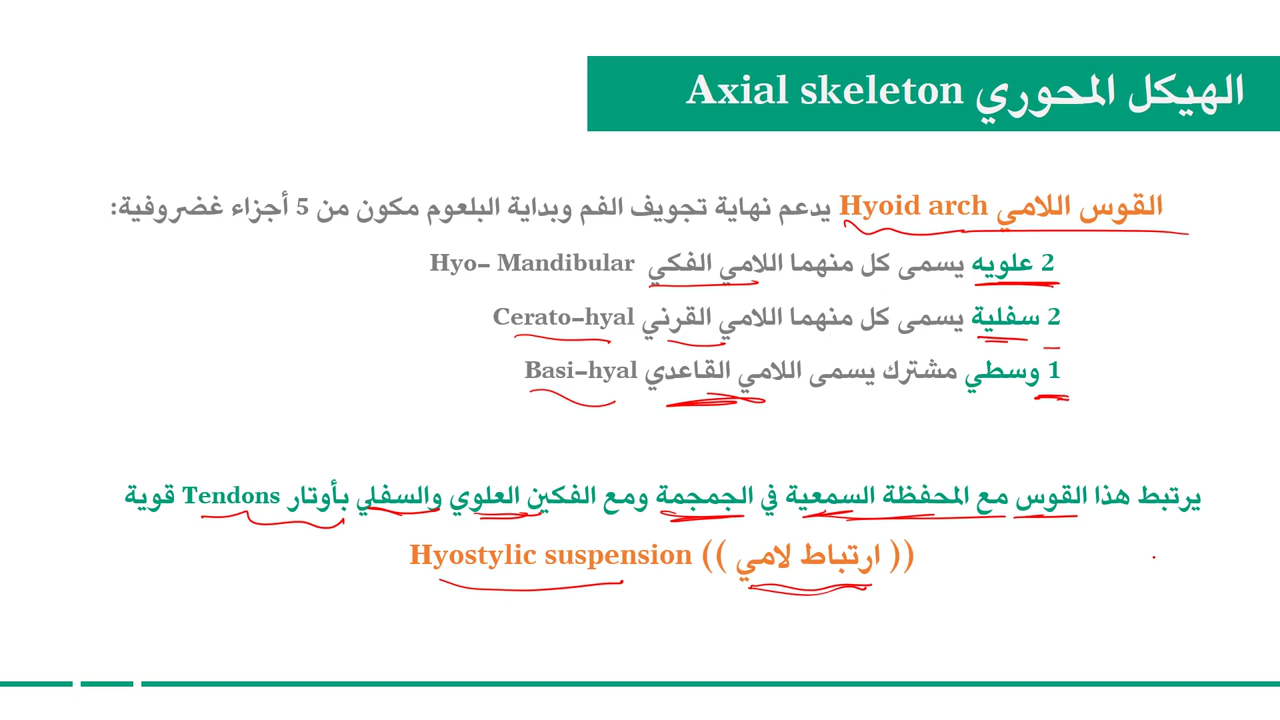 الهيكل المحوري Axial skeleton
القوس اللامي Hyoid arch يدعم نهاية تجويف الفم وبداية البلعوم مكون من 5 أجزاء غضروفية:
2 علويه يسمى كل منهما اللامي الفكي Hyo- Mandibular
2 سفلية يسمى كل منهما اللامي القرني Cerato-hyal
1 وسطي مشترك يسمى اللامي القاعدي Basi-hyal
يرتبط هذا القوس مع المحفظة السمعية في الجمجمة ومع الفكين العلوي والسفلي بأوتار Tendons قوية
(( ارتباط لامي )) Hyostylic suspension